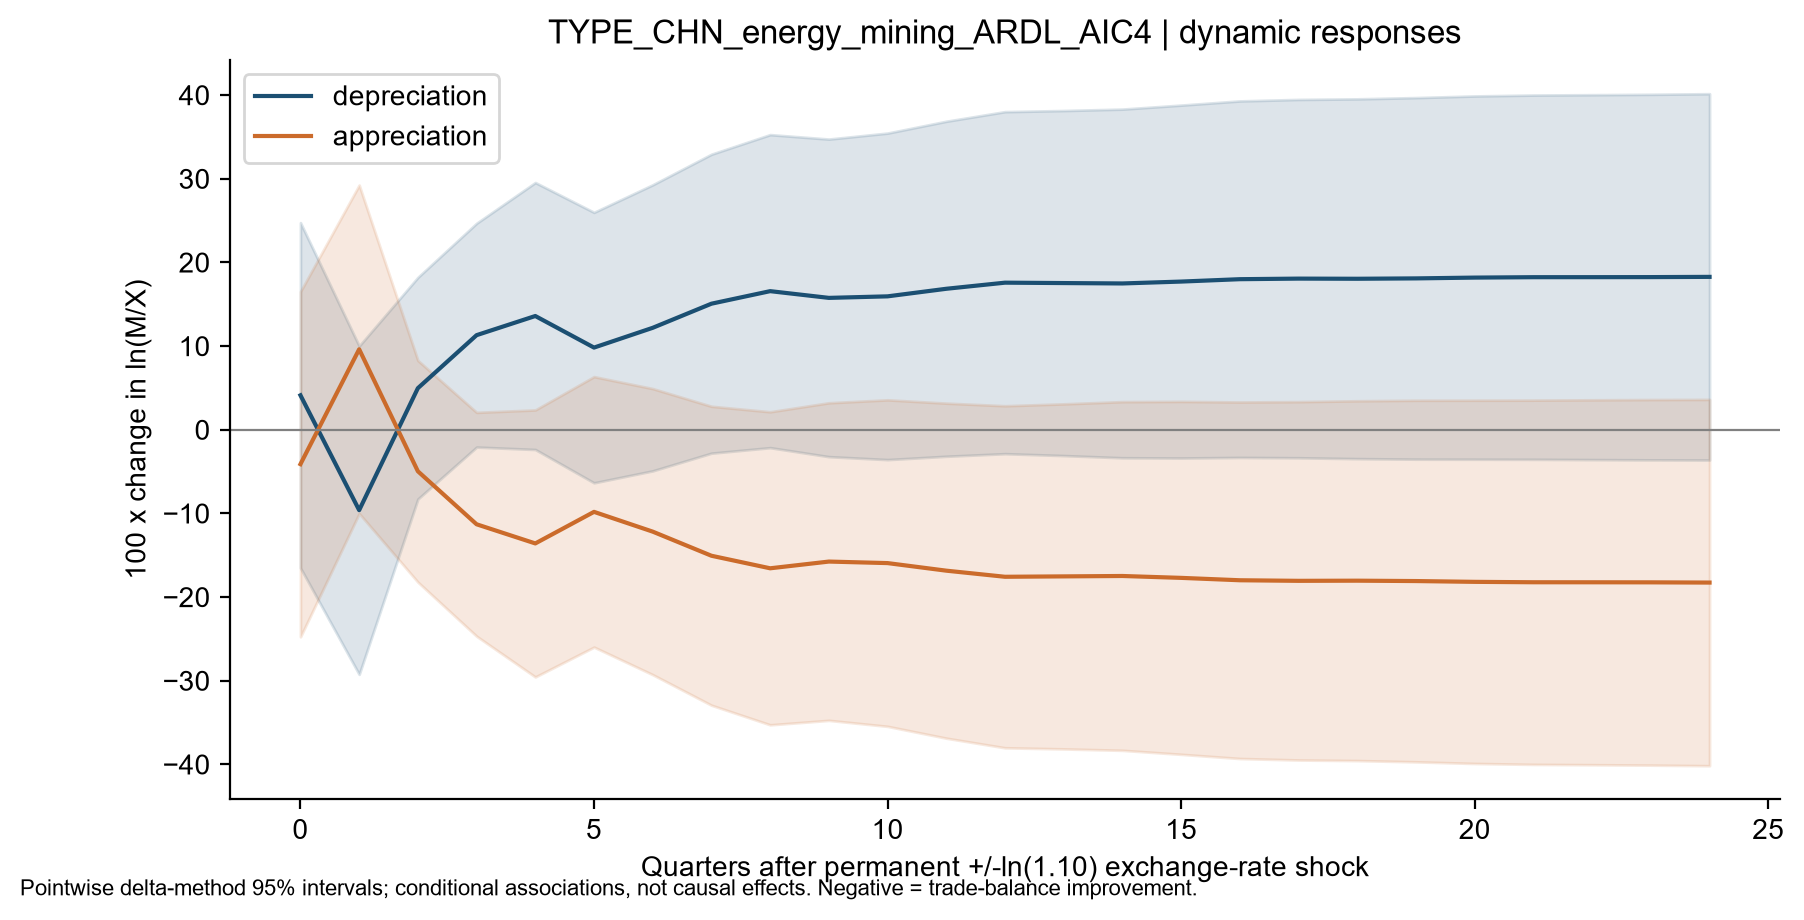 TYPE_CHN_energy_mining_ARDL_AIC4 | dynamic responses
depreciation
appreciation
100 x change in ln(M/X)
40
30
20
10
0
−10
−20
−30
−40
0
5
10
15
20
25
Quarters after permanent +/-ln(1.10) exchange-rate shock
Pointwise delta-method 95% intervals; conditional associations, not causal effects. Negative = trade-balance improvement.